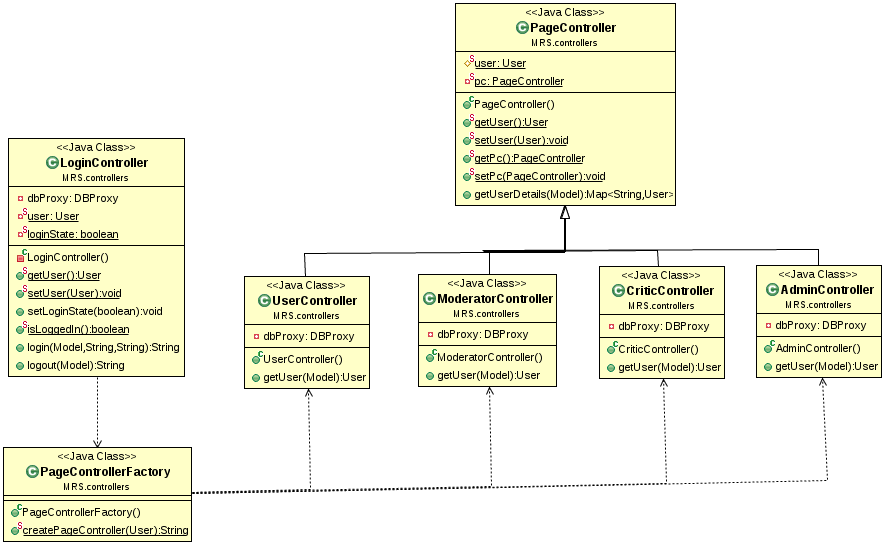 <<Java Class>>
PageController
MRS.controllers
user: User
pc: PageController
PageController()
getUser():User
setUser(User):void
getPc():PageController
setPc(PageController):void
getUserDetails(Model):Map<String,User>
<<Java Class>>
LoginController
MRS.controllers
dbProxy: DBProxy
user: User
loginState: boolean
LoginController()
getUser():User
setUser(User):void
setLoginState(boolean):void
isLoggedIn():boolean
login(Model,String,String):String
logout(Model):String
<<Java Class>>
UserController
MRS.controllers
dbProxy: DBProxy
UserController()
getUser(Model):User
<<Java Class>>
ModeratorController
MRS.controllers
dbProxy: DBProxy
ModeratorController()
getUser(Model):User
<<Java Class>>
CriticController
MRS.controllers
dbProxy: DBProxy
CriticController()
getUser(Model):User
<<Java Class>>
AdminController
MRS.controllers
dbProxy: DBProxy
AdminController()
getUser(Model):User
<<Java Class>>
PageControllerFactory
MRS.controllers
PageControllerFactory()
createPageController(User):String